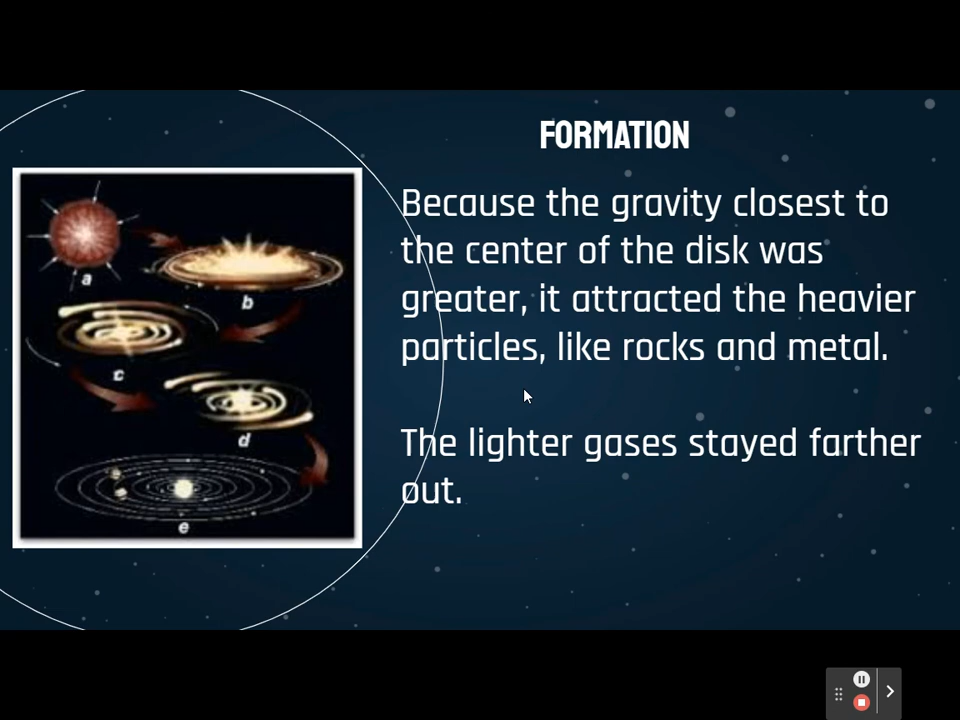 FORMATION
Because the gravity closest to
the center of the disk was
greater, it attracted the heavier
particles, like rocks and metal.
The lighter gases stayed farther
out.
a
b
c
d
e